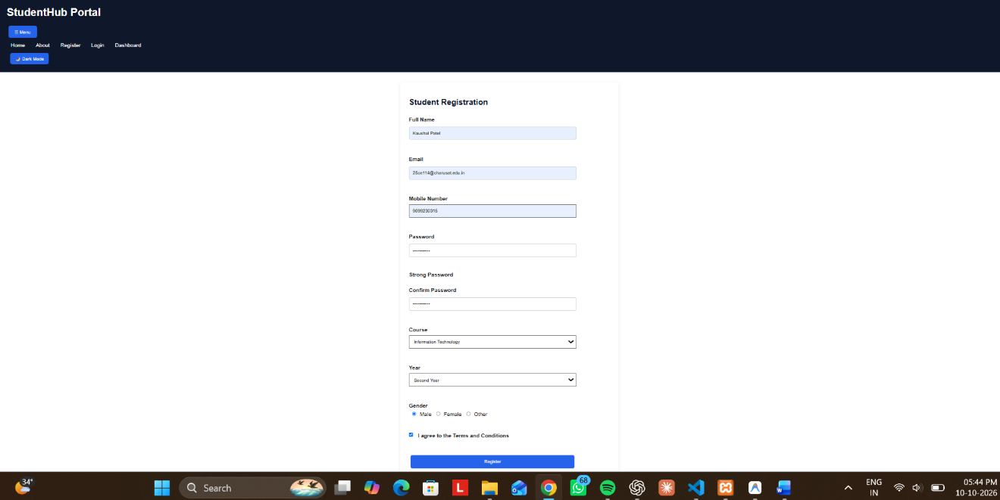 StudentHub Portal
☰ Menu
Home About Register Login Dashboard
🌙 Dark Mode
Student Registration
Full Name
Kaushal Patel
Email
25ce114@charusat.edu.in
Mobile Number
9099230315
Password
Strong Password
Confirm Password
Course
Information Technology
Year
Second Year
Gender
Male Female Other
I agree to the Terms and Conditions
Register
34°
Search
L
68
W
ENG
IN
05:44 PM
10-10-2026